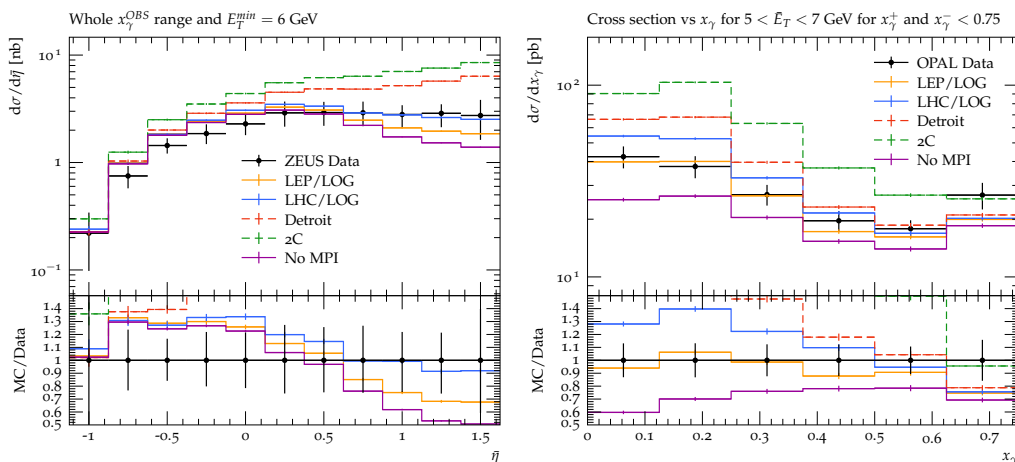 Whole x_γ^OBS range and E_T^min = 6 GeV
dσ/dη̄ [nb]
10¹
1
10⁻¹
ZEUS Data
LEP/LOG
LHC/LOG
Detroit
2C
No MPI
MC/Data
1.4
1.3
1.2
1.1
1
0.9
0.8
0.7
0.6
0.5
-1 -0.5 0 0.5 1 1.5
η̄
Cross section vs x_γ for 5 < Ē_T < 7 GeV for x_γ^+ and x_γ^- < 0.75
dσ/dx_γ [pb]
10²
10¹
OPAL Data
LEP/LOG
LHC/LOG
Detroit
2C
No MPI
MC/Data
1.4
1.3
1.2
1.1
1
0.9
0.8
0.7
0.6
0.5
0 0.1 0.2 0.3 0.4 0.5 0.6 0.7
x_γ